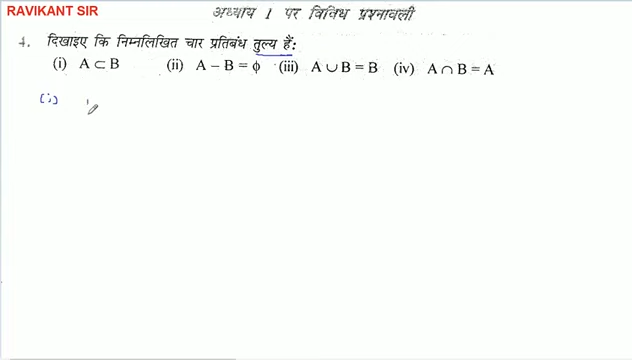 RAVIKANT SIR
अध्याय 1 पर विविध प्रश्नावली
4. दिखाइए कि निम्नलिखित चार प्रतिबंध तुल्य हैं:
(i) A ⊂ B (ii) A – B = ϕ (iii) A ∪ B = B (iv) A ∩ B = A
(i)